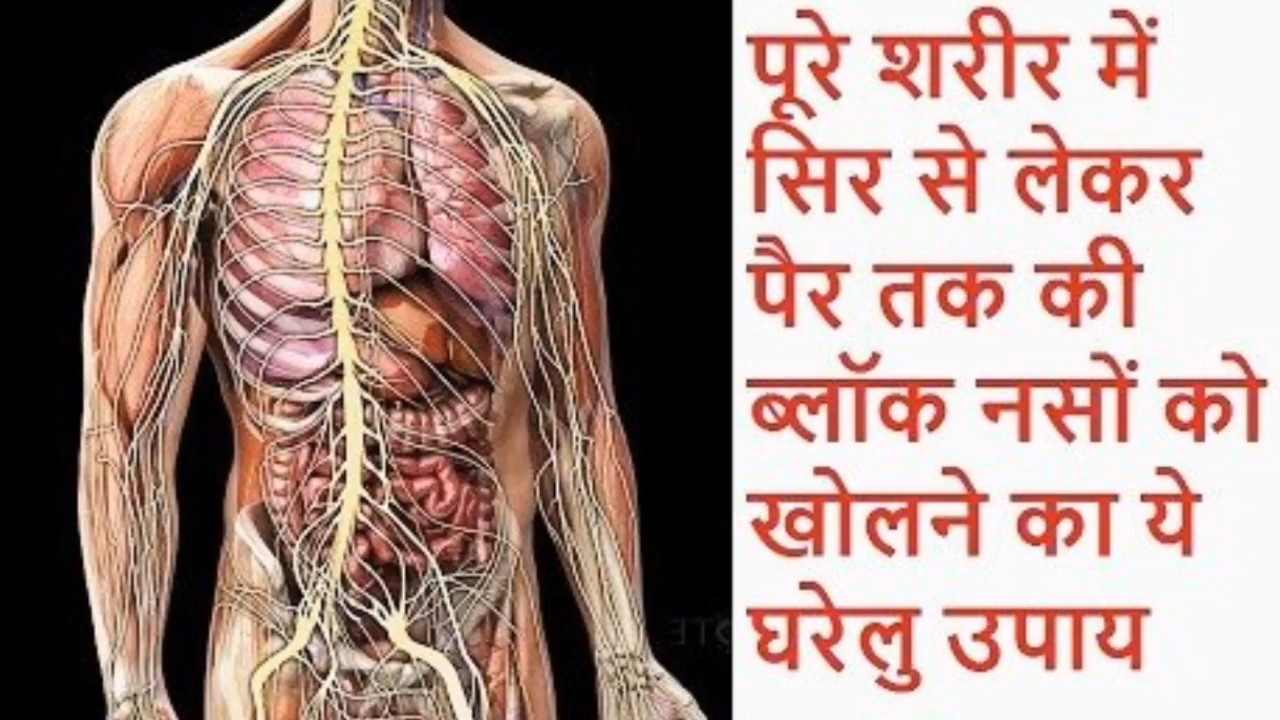 पूरे शरीर में
सिर से लेकर
पैर तक की
ब्लॉक नसों को
खोलने का ये
घरेलु उपाय